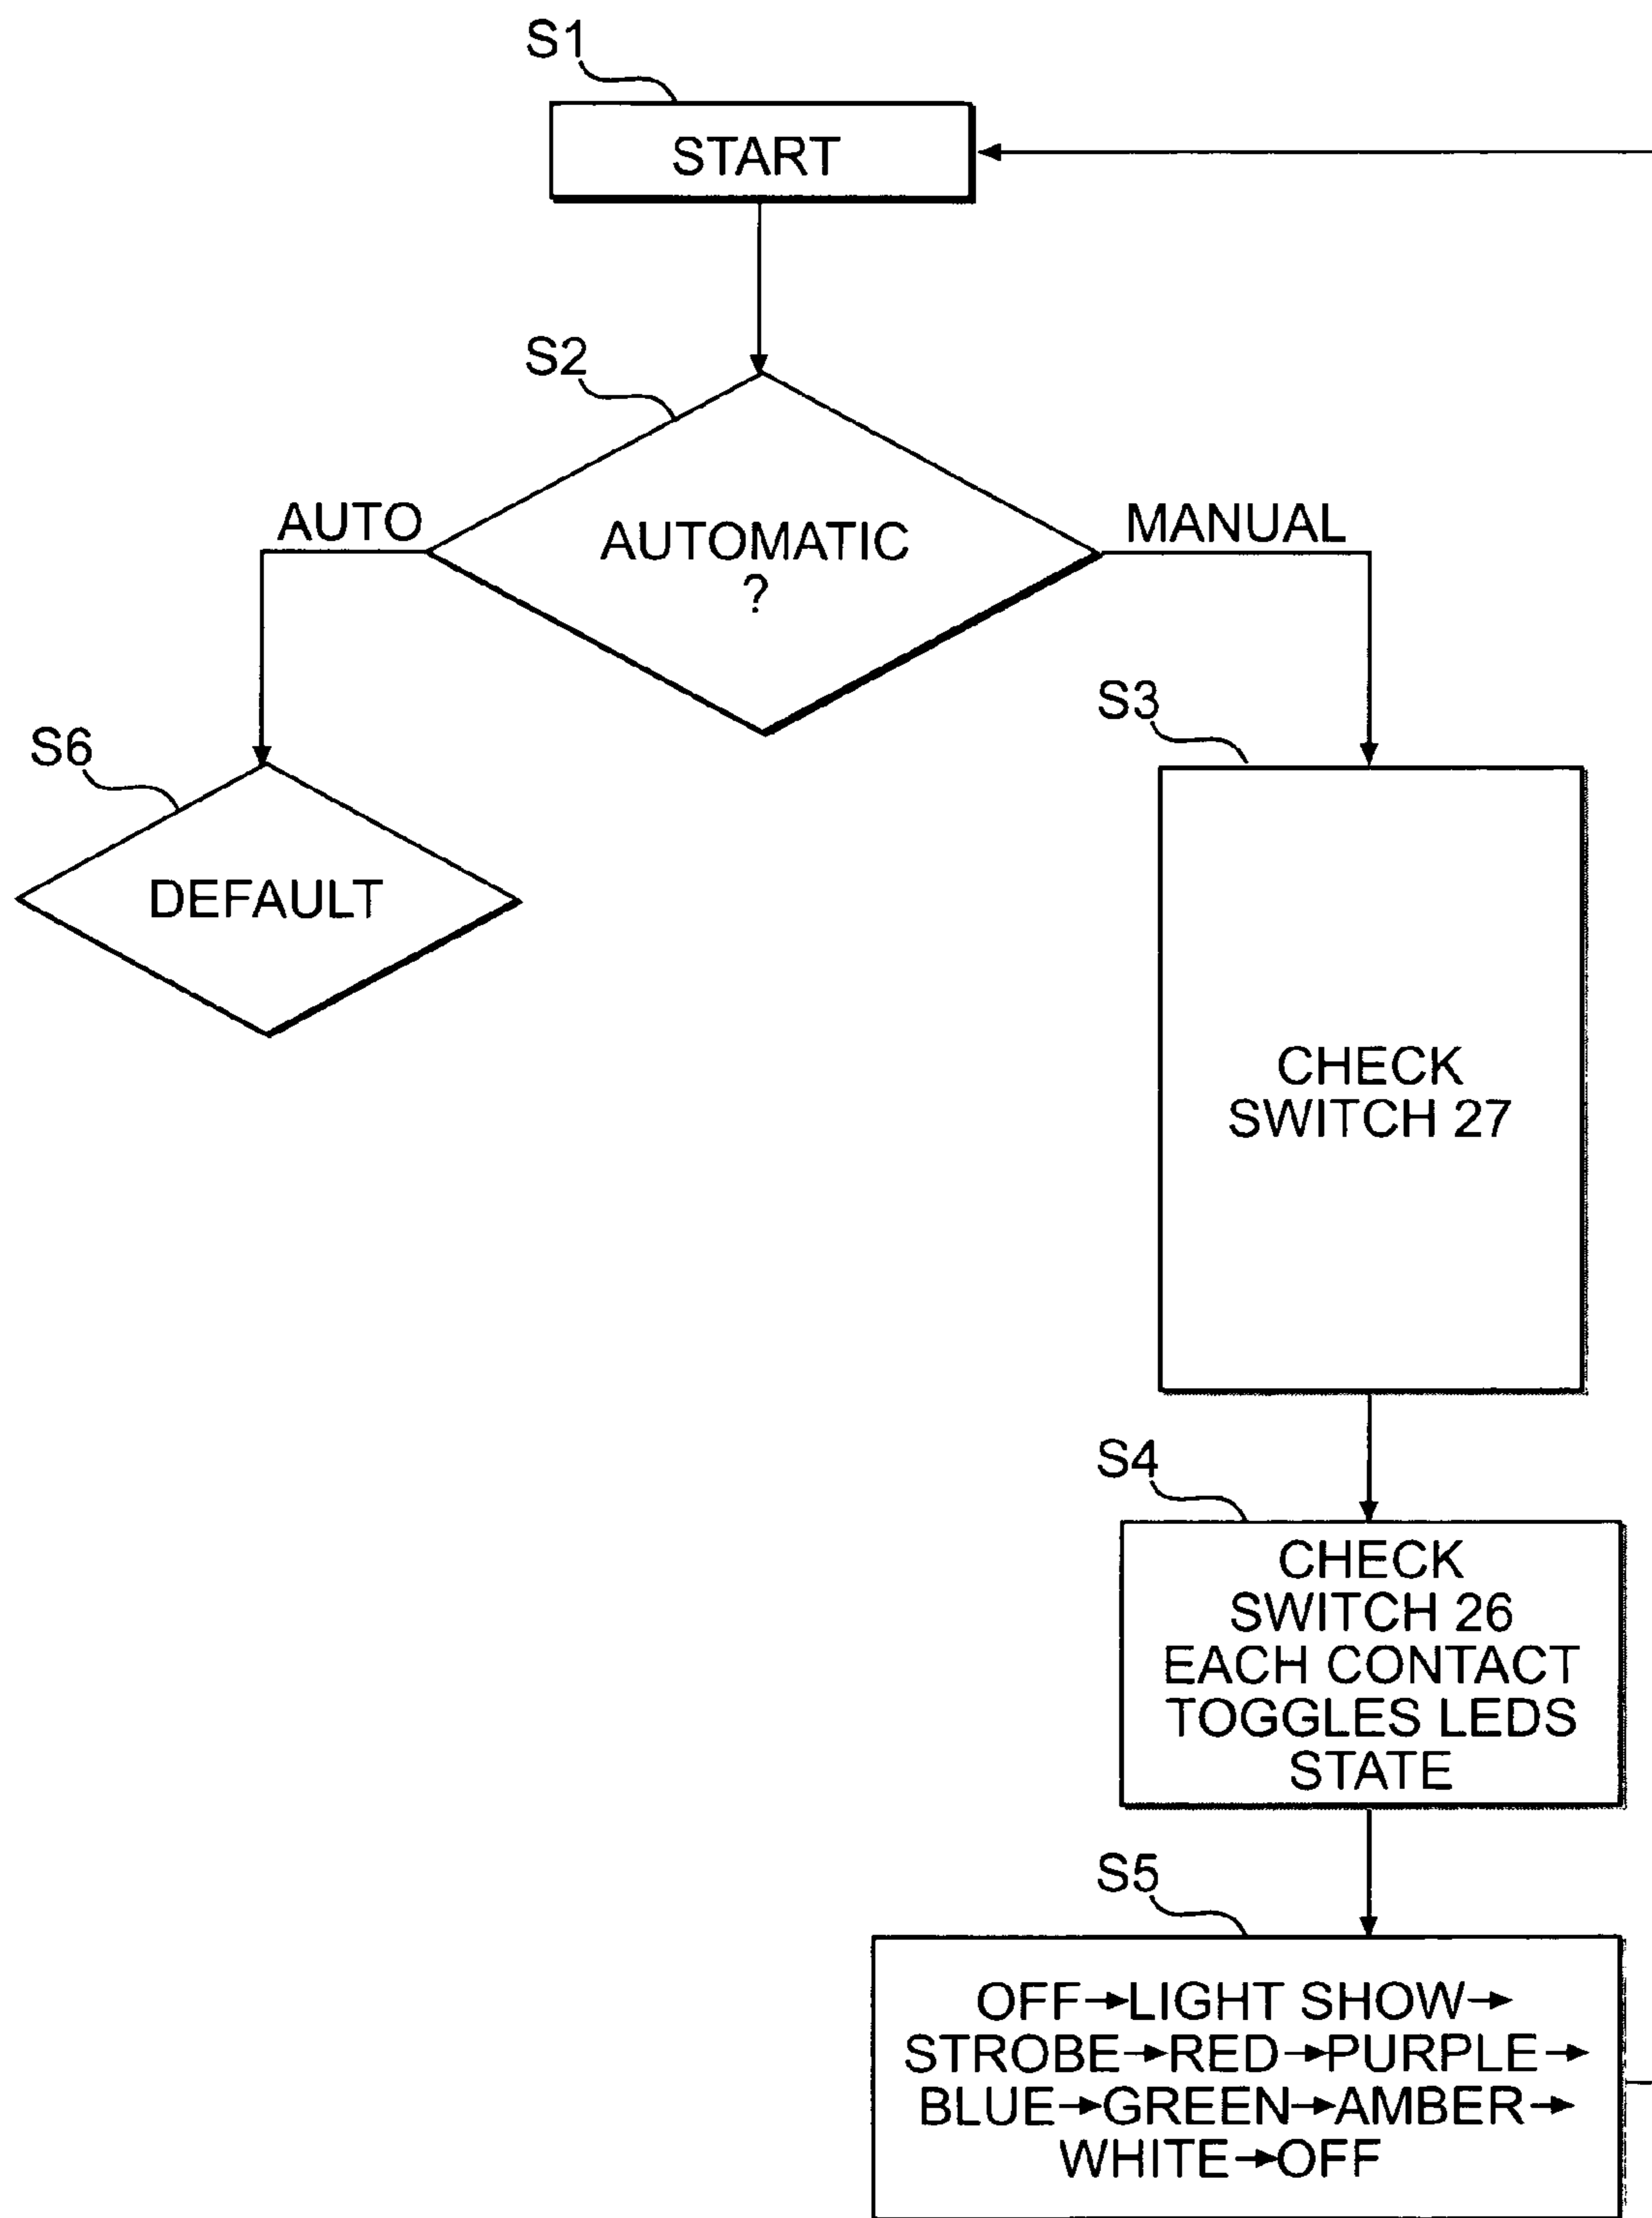 S1
START
S2
AUTO
AUTOMATIC
?
MANUAL
S3
S6
DEFAULT
CHECK
SWITCH 27
S4
CHECK
SWITCH 26
EACH CONTACT
TOGGLES LEDS
STATE
S5
OFF→LIGHT SHOW→
STROBE→RED→PURPLE→
BLUE→GREEN→AMBER→
WHITE→OFF